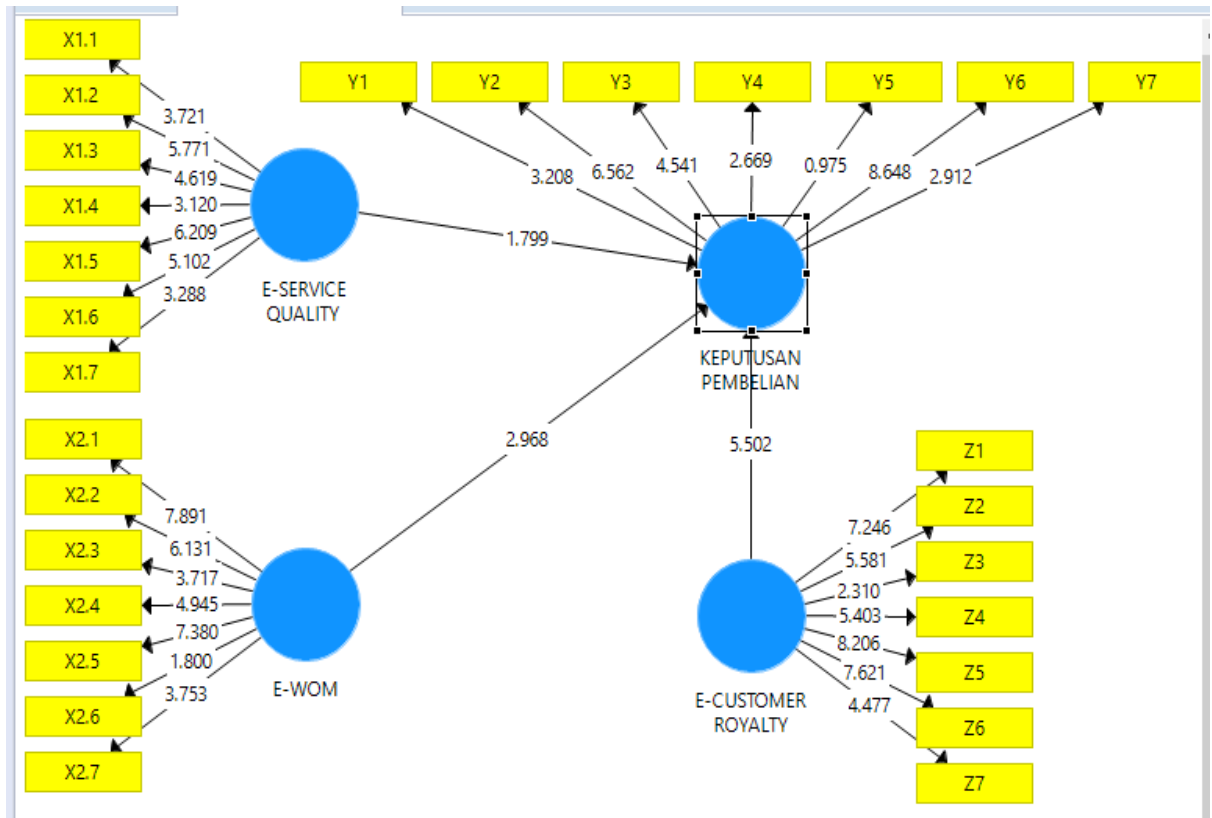 X1.1
X1.2
X1.3
X1.4
X1.5
X1.6
X1.7
3.721
5.771
4.619
3.120
6.209
5.102
3.288
E-SERVICE
QUALITY
Y1 Y2 Y3 Y4 Y5 Y6 Y7
3.208 6.562 4.541 2.669 0.975 8.648 2.912
1.799
KEPUTUSAN
PEMBELIAN
2.968
5.502
X2.1
X2.2
X2.3
X2.4
X2.5
X2.6
X2.7
7.891
6.131
3.717
4.945
7.380
1.800
3.753
E-WOM
E-CUSTOMER
ROYALTY
7.246
5.581
2.310
5.403
8.206
7.621
4.477
Z1
Z2
Z3
Z4
Z5
Z6
Z7